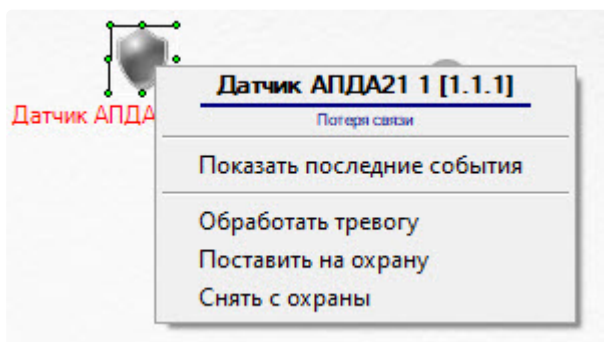 Датчик АПДА21 1 [1.1.1]
Датчик АПДА
Потеря связи
Показать последние события
Обработать тревогу
Поставить на охрану
Снять с охраны